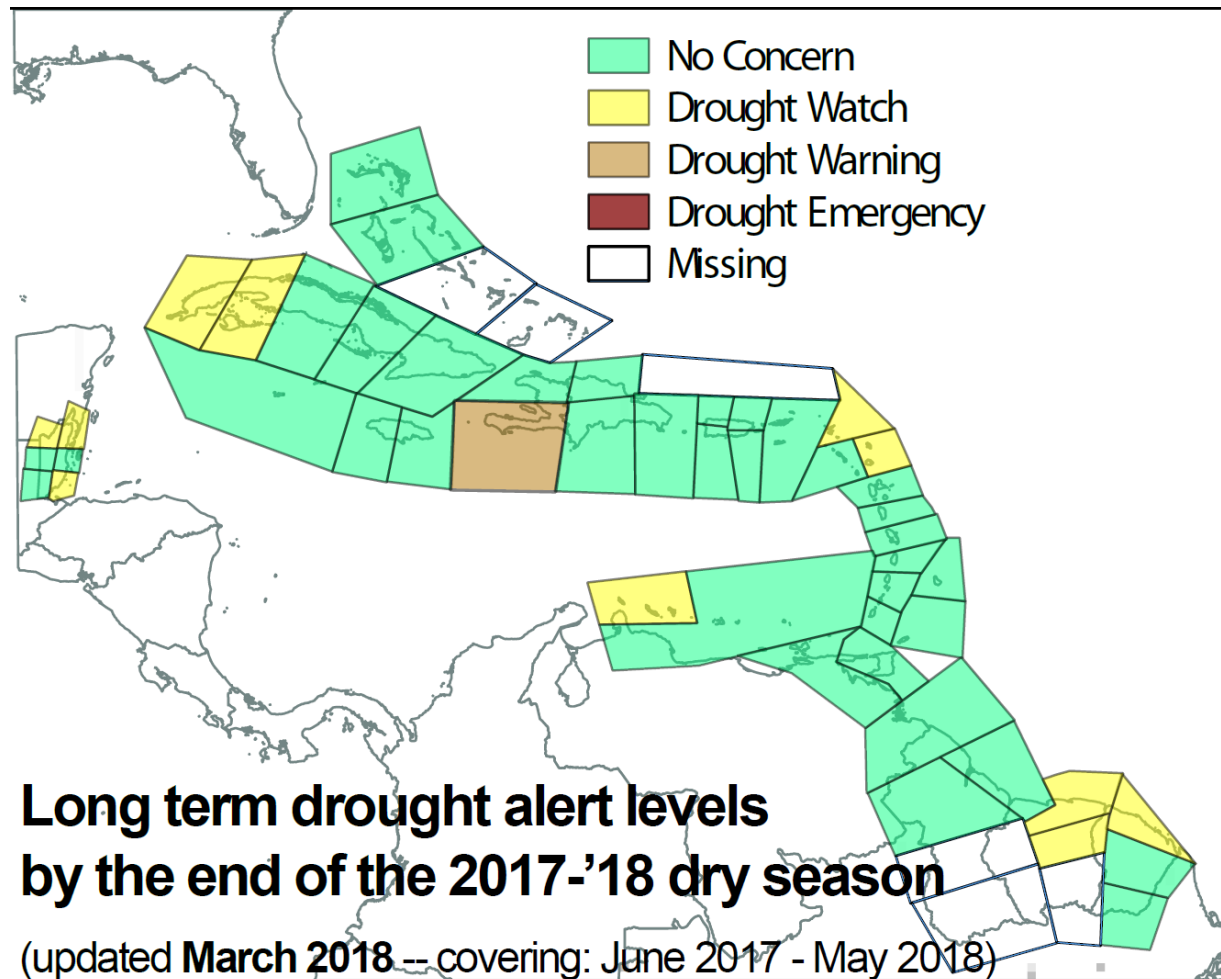 No Concern
Drought Watch
Drought Warning
Drought Emergency
Missing
Long term drought alert levels
by the end of the 2017-'18 dry season
(updated March 2018 -- covering: June 2017 - May 2018)